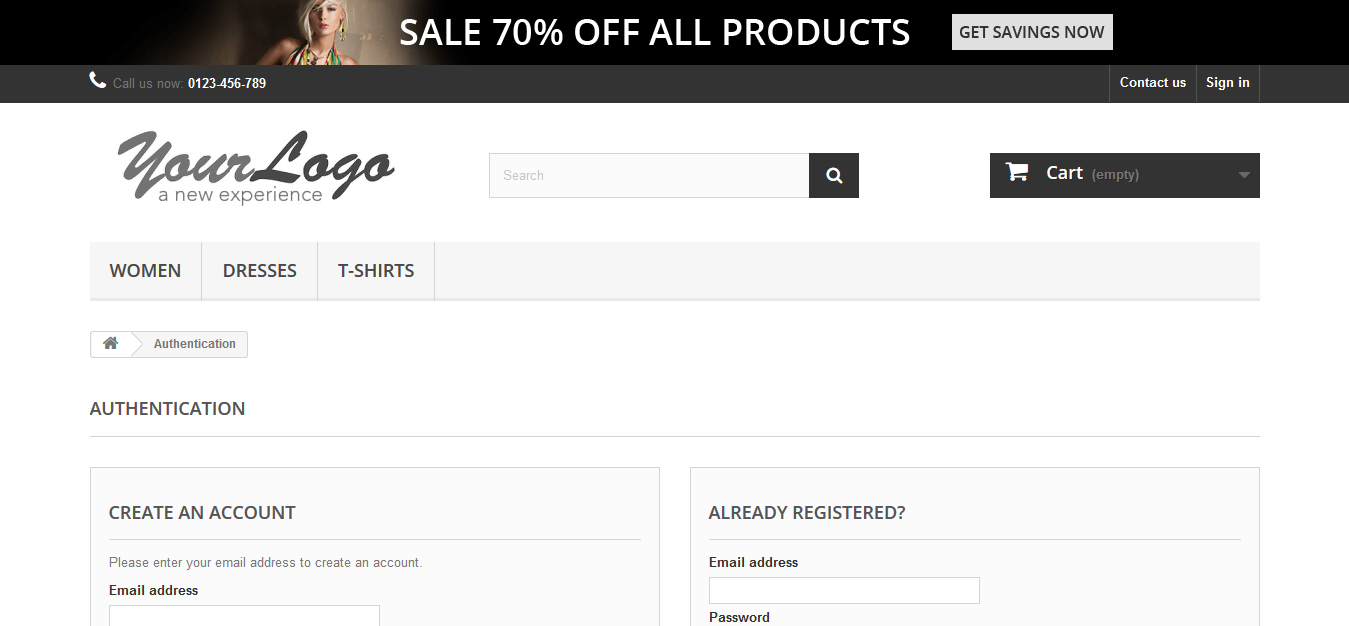 SALE 70% OFF ALL PRODUCTS GET SAVINGS NOW
Call us now: 0123-456-789 Contact us Sign in
Your Logo
a new experience
Search
Cart (empty)
WOMEN DRESSES T-SHIRTS
Authentication
AUTHENTICATION
CREATE AN ACCOUNT
Please enter your email address to create an account.
Email address
ALREADY REGISTERED?
Email address
Password